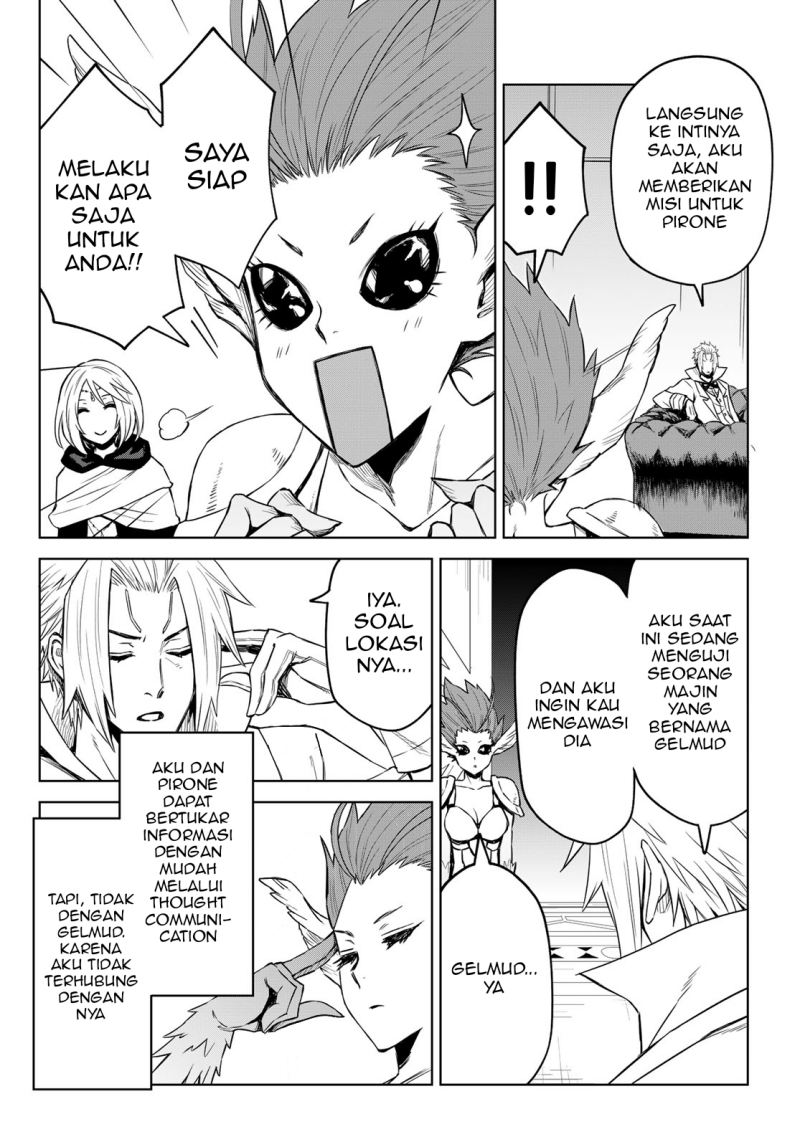 LANGSUNG
KE INTINYA
SAJA, AKU
AKAN
MEMBERIKAN
MISI UNTUK
PIRONE
!!
SAYA
SIAP
MELAKU
KAN APA
SAJA
UNTUK
ANDA!!
AKU SAAT
INI SEDANG
MENGUJI
SEORANG
MAJIN
YANG
BERNAMA
GELMUD
DAN AKU
INGIN KAU
MENGAWASI
DIA
GELMUD...
YA
IYA.
SOAL
LOKASI
NYA...
AKU DAN
PIRONE
DAPAT
BERTUKAR
INFORMASI
DENGAN
MUDAH
MELALUI
THOUGHT
COMMUNI-
CATION
TAPI, TIDAK
DENGAN
GELMUD.
KARENA
AKU TIDAK
TERHUBUNG
DENGAN
NYA